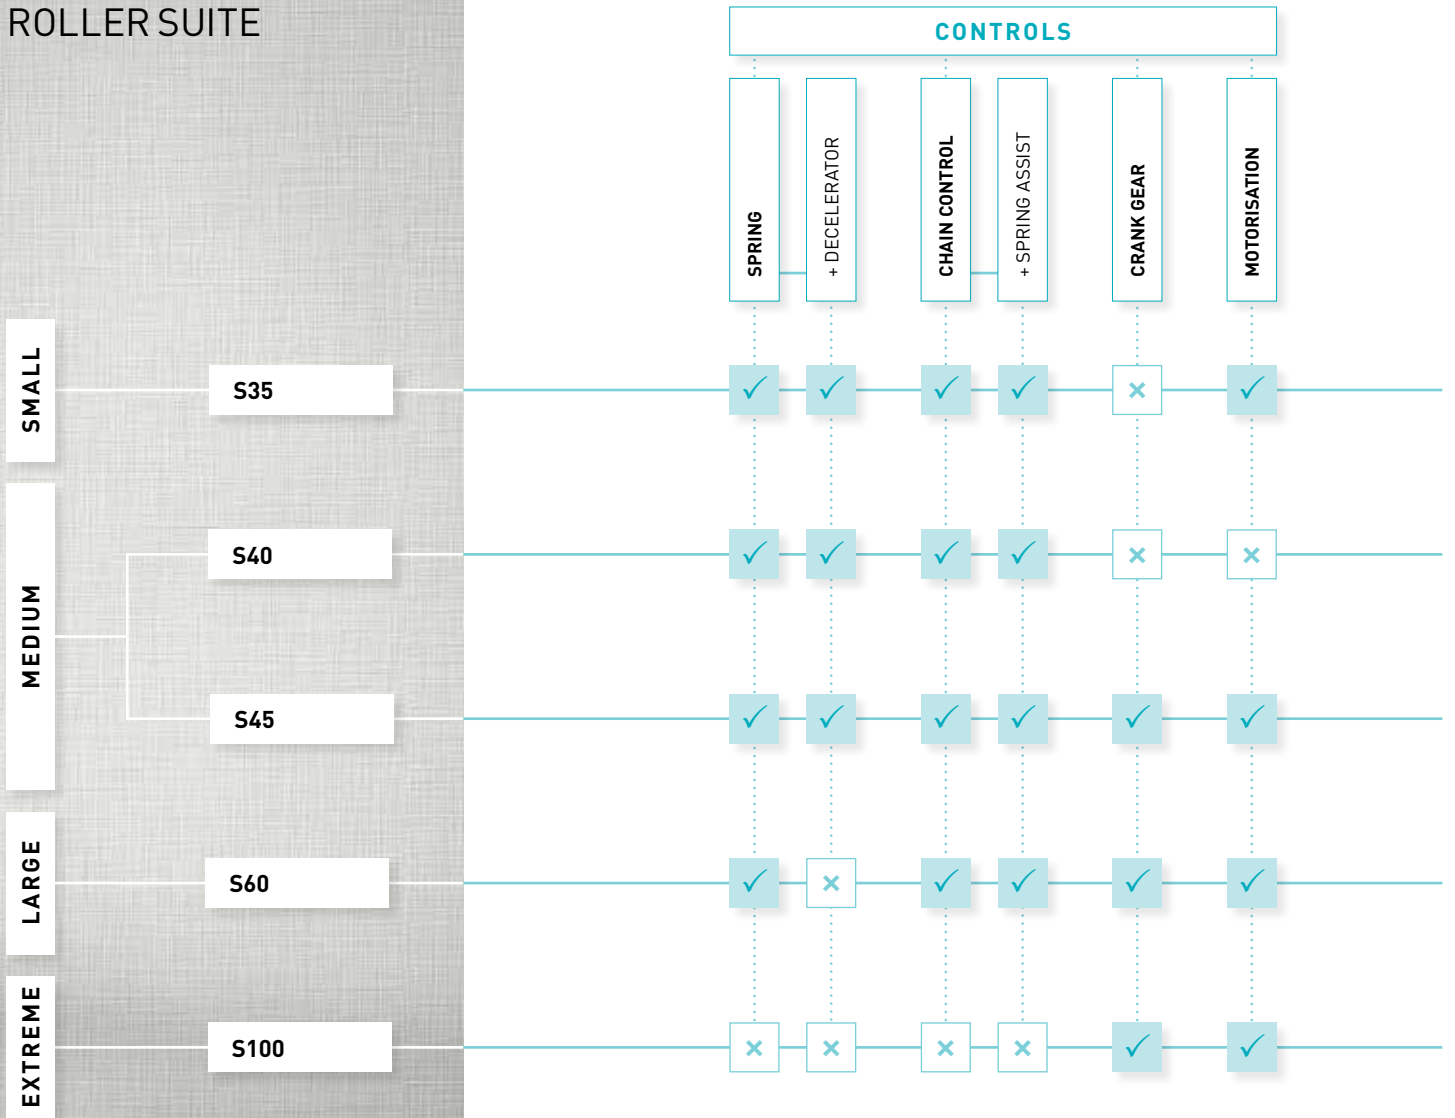 ROLLER SUITE
CONTROLS
SPRING
+ DECELERATOR
CHAIN CONTROL
+ SPRING ASSIST
CRANK GEAR
MOTORISATION
SMALL
S35
MEDIUM
S40
S45
LARGE
S60
EXTREME
S100